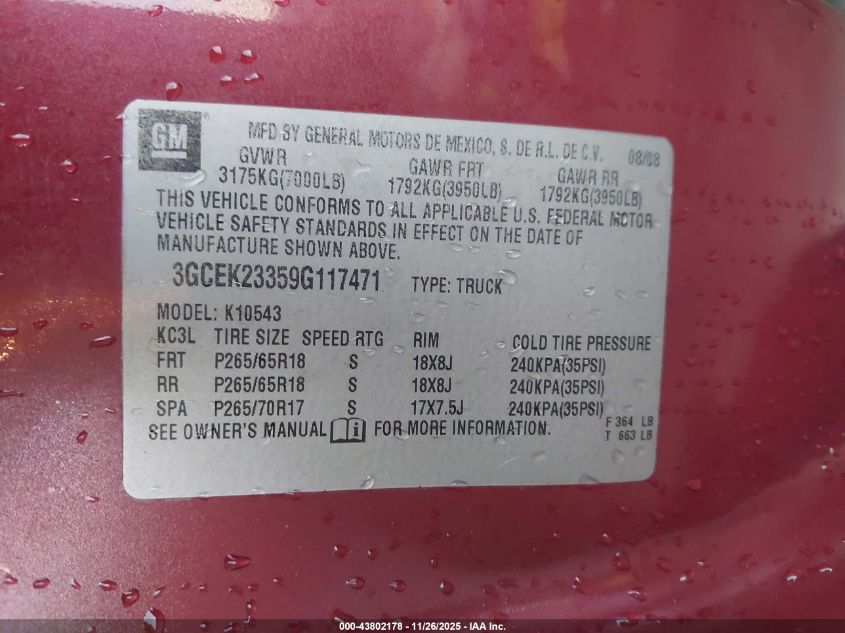 GM
MFD BY GENERAL MOTORS DE MEXICO, S. DE R.L. DE C.V. 08/08
GVWR GAWR FRT GAWR RR
3175KG(7000LB) 1792KG(3950LB) 1792KG(3950LB)
THIS VEHICLE CONFORMS TO ALL APPLICABLE U.S. FEDERAL MOTOR
VEHICLE SAFETY STANDARDS IN EFFECT ON THE DATE OF
MANUFACTURE SHOWN ABOVE.
3GCEK23359G117471 TYPE: TRUCK
MODEL: K10543
KC3L TIRE SIZE SPEED RTG RIM COLD TIRE PRESSURE
FRT P265/65R18 S 18X8J 240KPA(35PSI)
RR P265/65R18 S 18X8J 240KPA(35PSI)
SPA P265/70R17 S 17X7.5J 240KPA(35PSI)
SEE OWNER'S MANUAL FOR MORE INFORMATION.
F 364 LB
T 663 LB
000-43802178 - 11/26/2025 - IAA Inc.